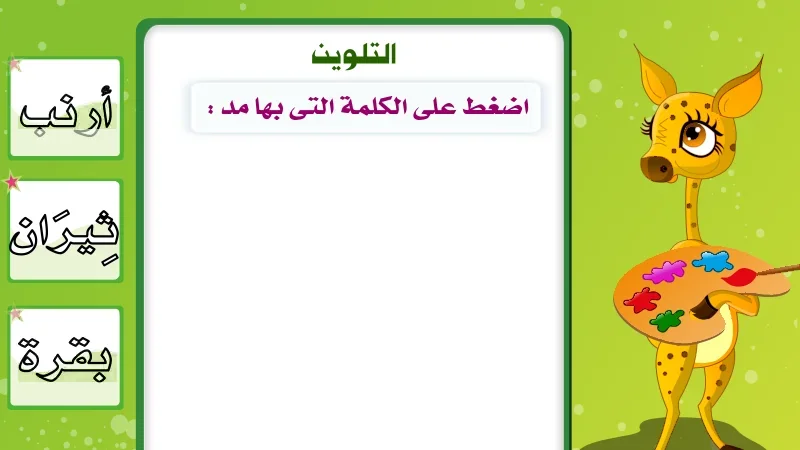 التلوين
اضغط على الكلمة التى بها مد :
أرنب
ثِيرَان
بقرة